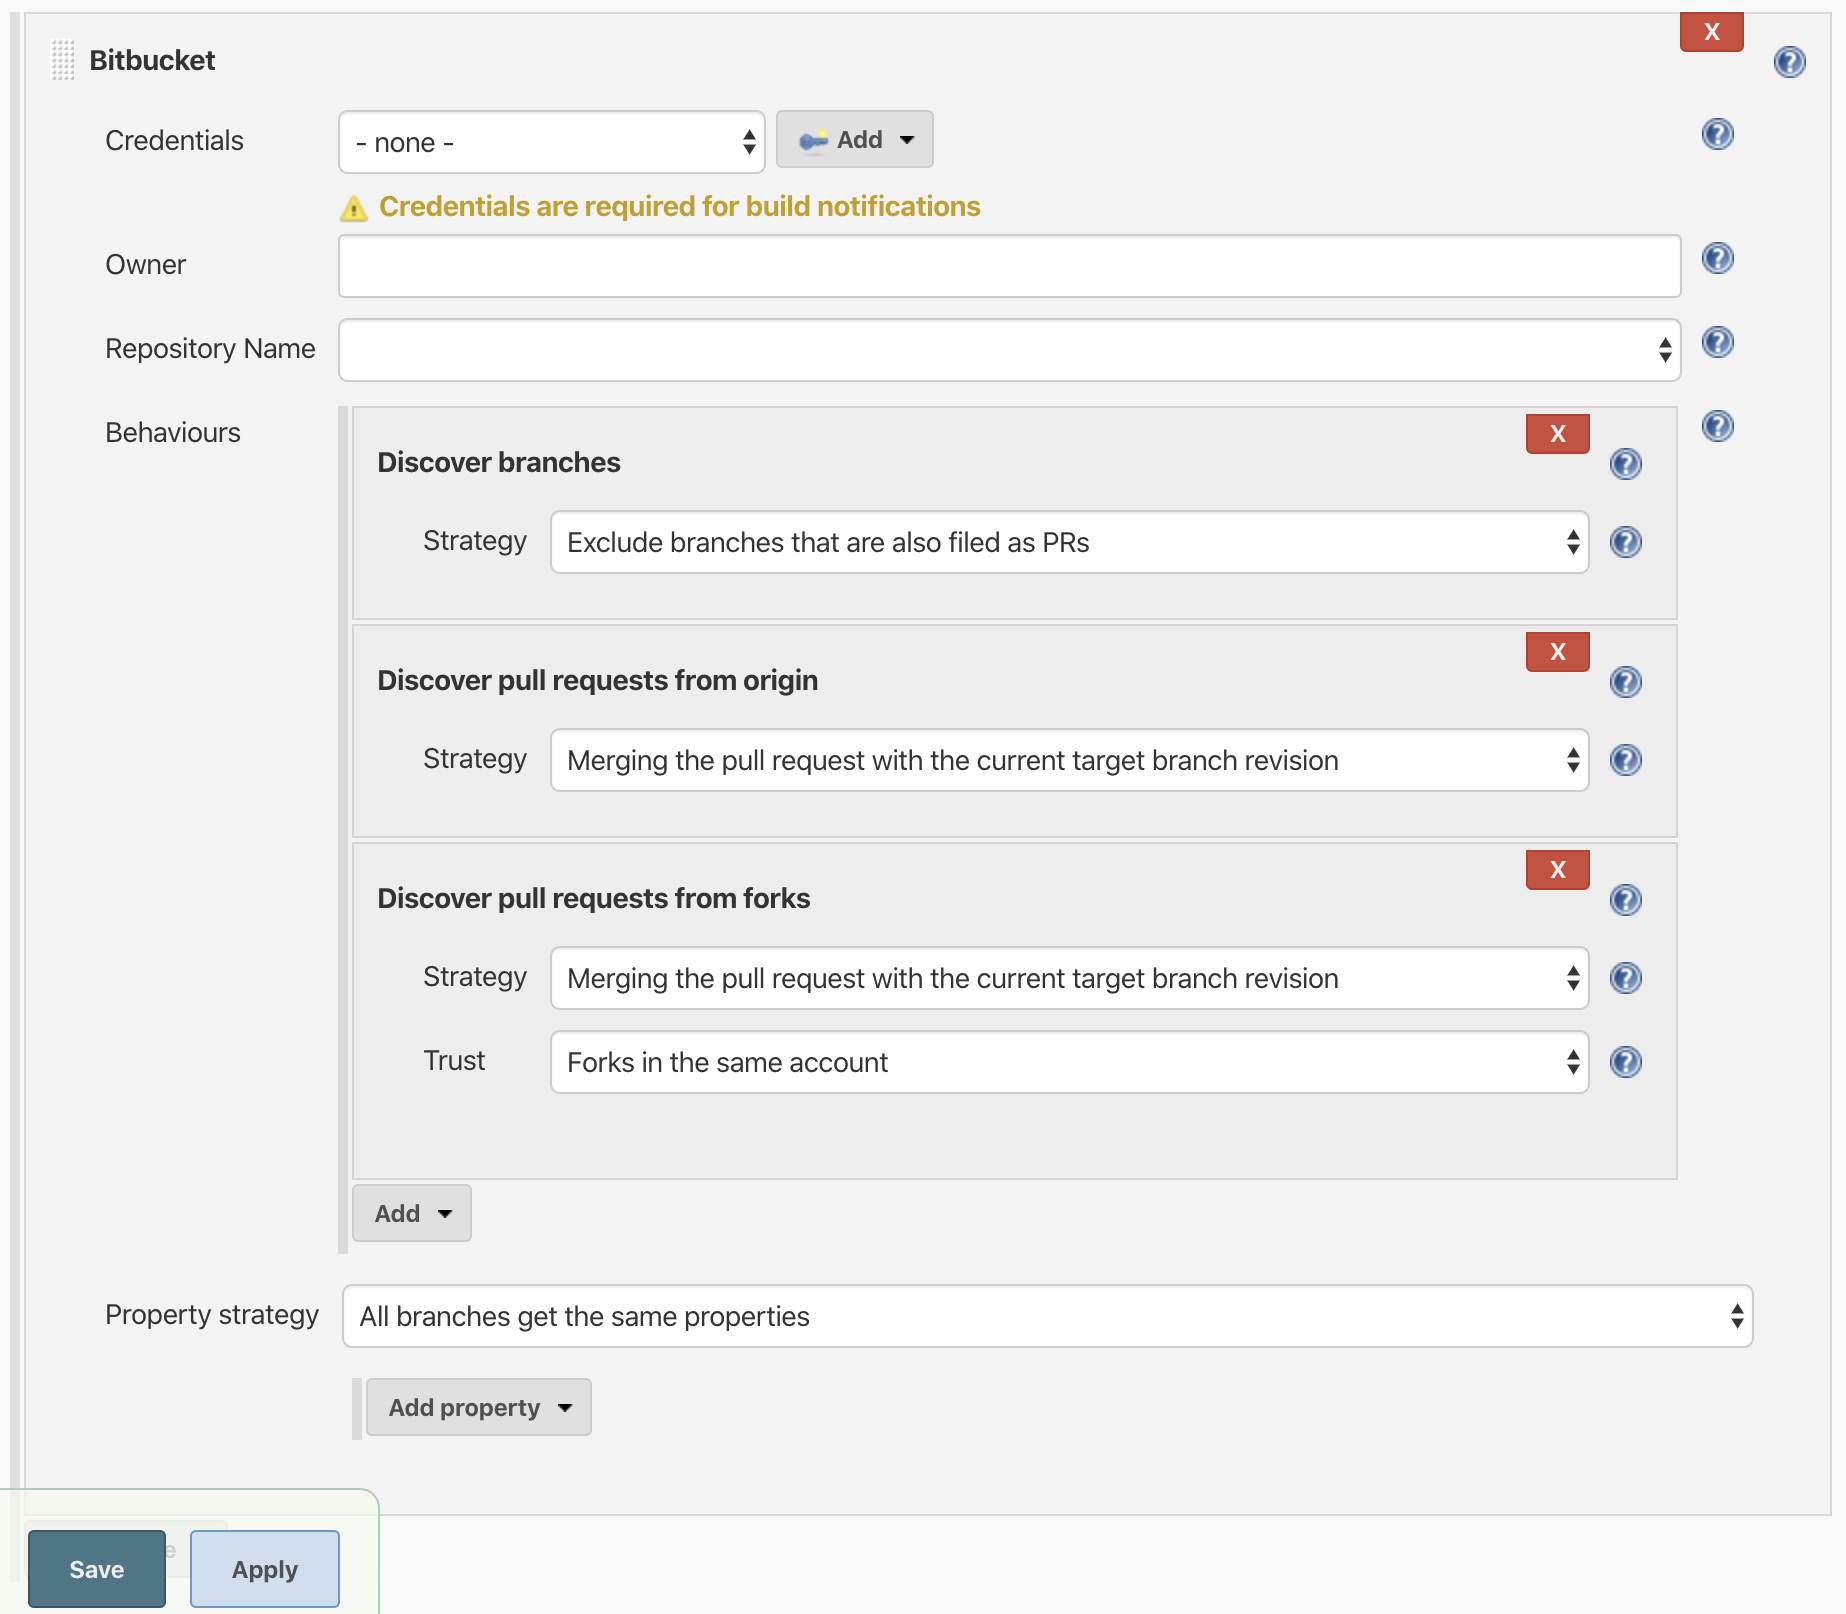 X
Bitbucket
Credentials
- none -
Add
Credentials are required for build notifications
Owner
Repository Name
Behaviours
X
Discover branches
Strategy
Exclude branches that are also filed as PRs
X
Discover pull requests from origin
Strategy
Merging the pull request with the current target branch revision
X
Discover pull requests from forks
Strategy
Merging the pull request with the current target branch revision
Trust
Forks in the same account
Add
Property strategy
All branches get the same properties
Add property
Save
Apply